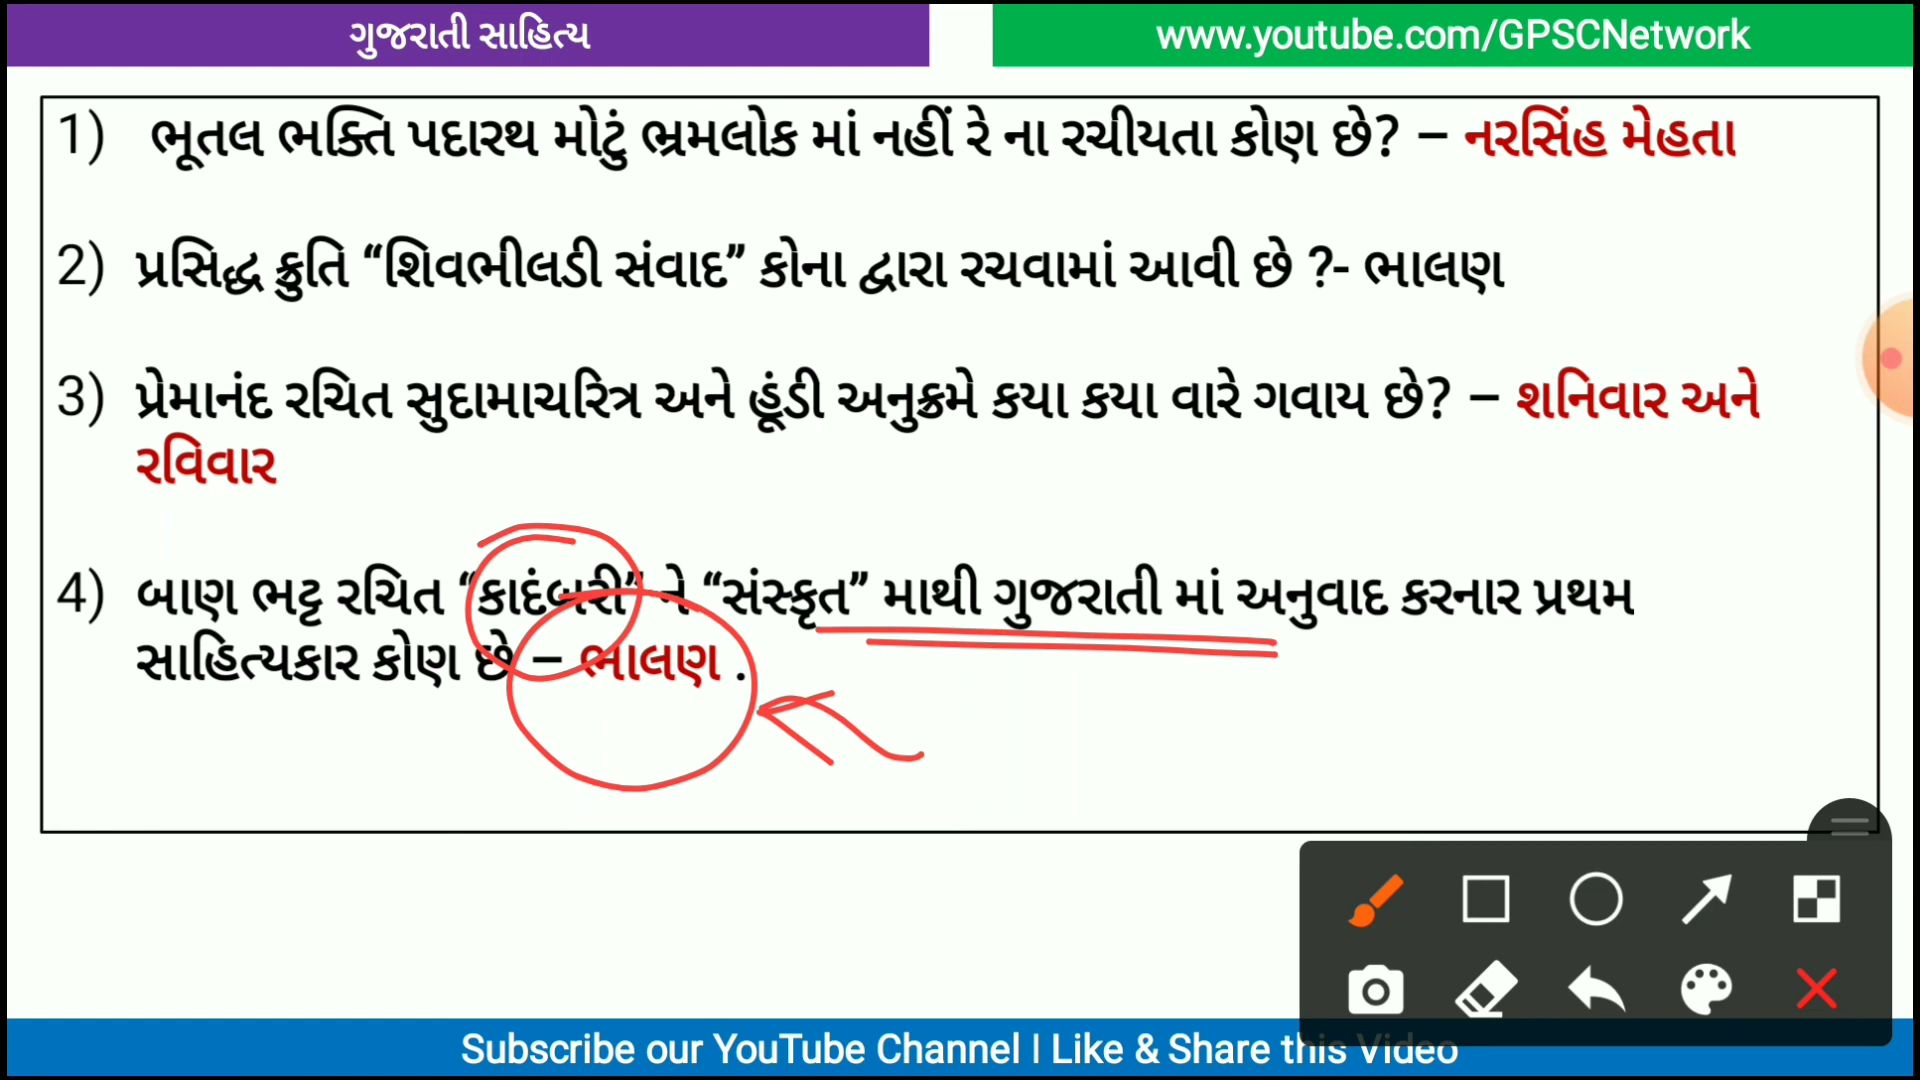 ગુજરાતી સાહિત્ય
www.youtube.com/GPSCNetwork
1) ભૂતલ ભક્તિ પદારથ મોટું ભ્રમલોક માં નહીં રે ના રચીયતા કોણ છે? – નરસિંહ મેહતા
2) પ્રસિદ્ધ ક્રુતિ “શિવભીલડી સંવાદ” કોના દ્વારા રચવામાં આવી છે ?- ભાલણ
3) પ્રેમાનંદ રચિત સુદામાચરિત્ર અને હૂંડી અનુક્રમે કયા કયા વારે ગવાય છે? – શનિવાર અને
રવિવાર
4) બાણ ભટ્ટ રચિત “કાદંબરી” ને “સંસ્કૃત” માથી ગુજરાતી માં અનુવાદ કરનાર પ્રથમ
સાહિત્યકાર કોણ છે – ભાલણ .
Subscribe our YouTube Channel | Like & Share this Video